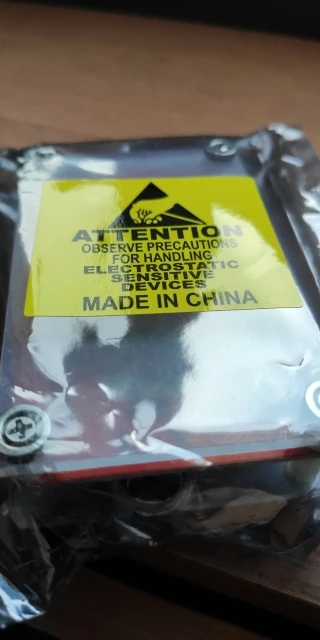 ATTENTION
OBSERVE PRECAUTIONS
FOR HANDLING
ELECTROSTATIC
SENSITIVE
DEVICES
MADE IN CHINA